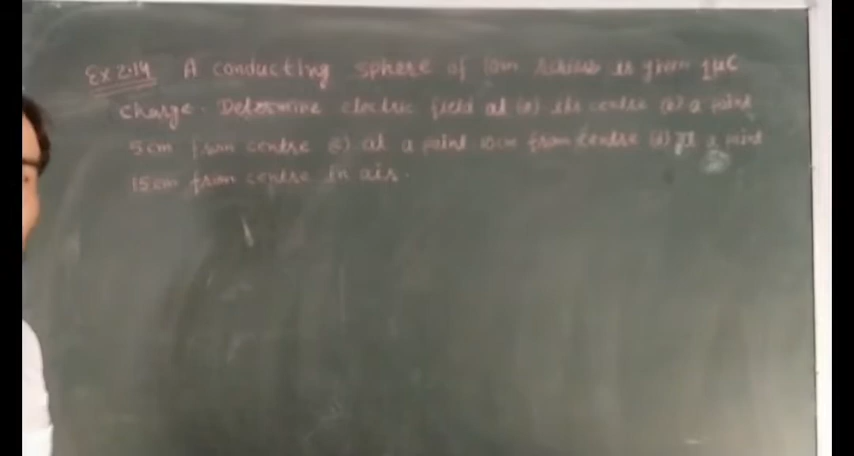 Ex 2.14 A conducting sphere of 10cm radius is given 1μC
charge. Determine electric field at (a) the centre (b) a point
5cm from centre (c) at a point 10cm from centre (d) at a point
15cm from centre in air.